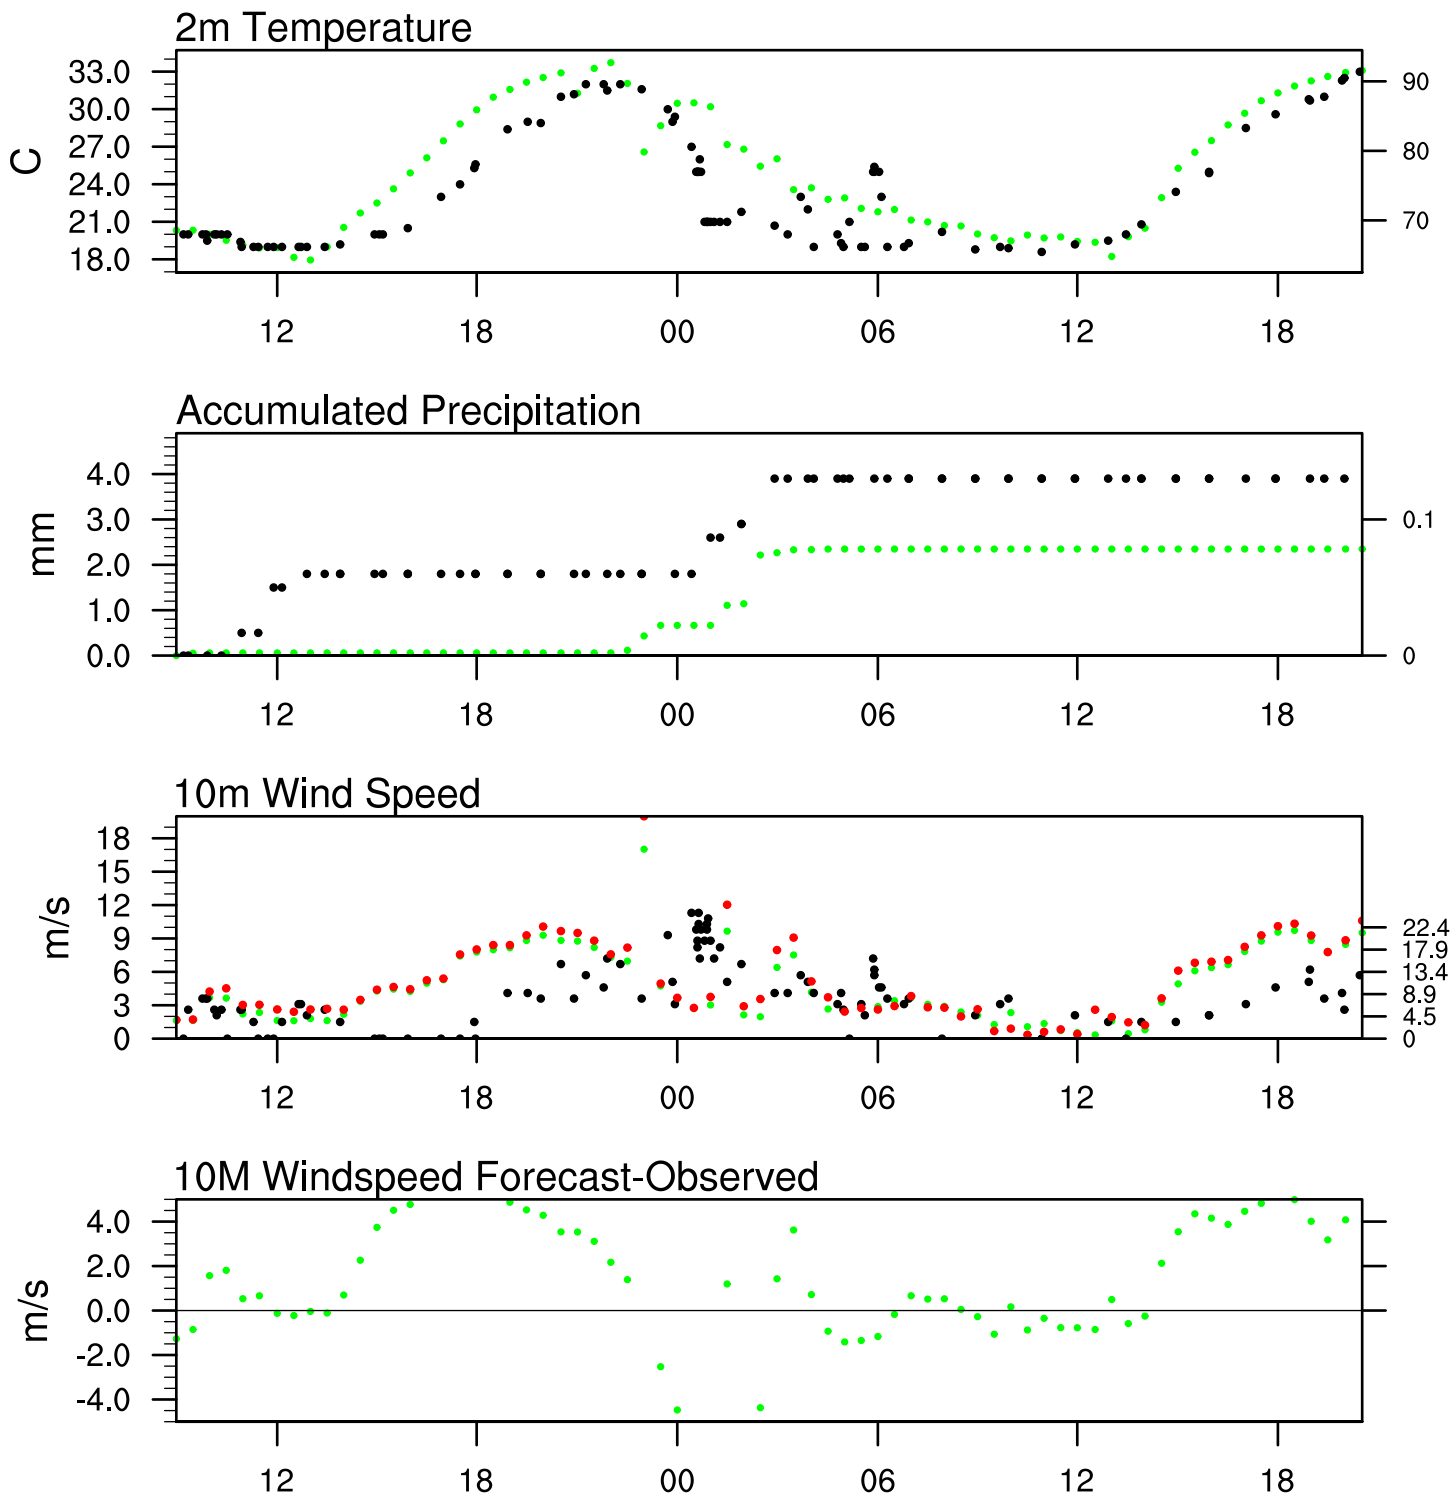 2m Temperature
33.0
30.0
27.0
24.0
21.0
18.0
C
90
80
70
12 18 00 06 12 18
Accumulated Precipitation
4.0
3.0
2.0
1.0
0.0
mm
0.1
0
12 18 00 06 12 18
10m Wind Speed
18
15
12
9
6
3
0
m/s
22.4
17.9
13.4
8.9
4.5
0
12 18 00 06 12 18
10M Windspeed Forecast-Observed
4.0
2.0
0.0
-2.0
-4.0
m/s
12 18 00 06 12 18